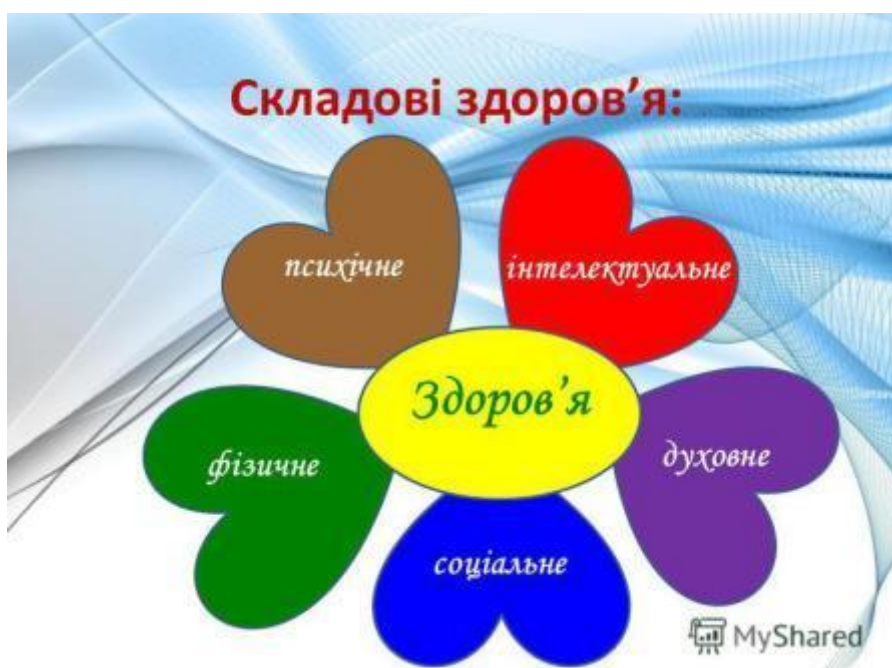 Складові здоров’я:
психічне
інтелектуальне
Здоров’я
фізичне
духовне
соціальне
MyShared